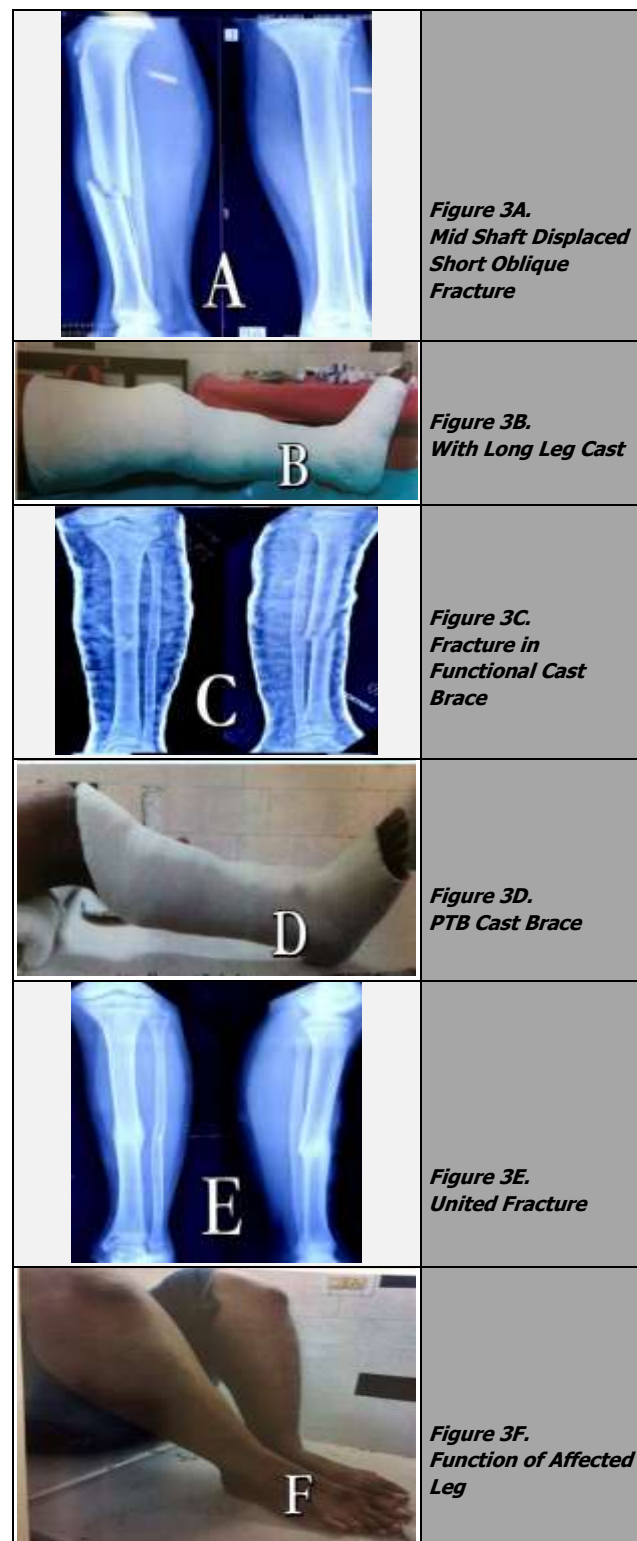 A
Figure 3A.
Mid Shaft Displaced
Short Oblique
Fracture
B
Figure 3B.
With Long Leg Cast
C
Figure 3C.
Fracture in
Functional Cast
Brace
D
Figure 3D.
PTB Cast Brace
E
Figure 3E.
United Fracture
F
Figure 3F.
Function of Affected
Leg